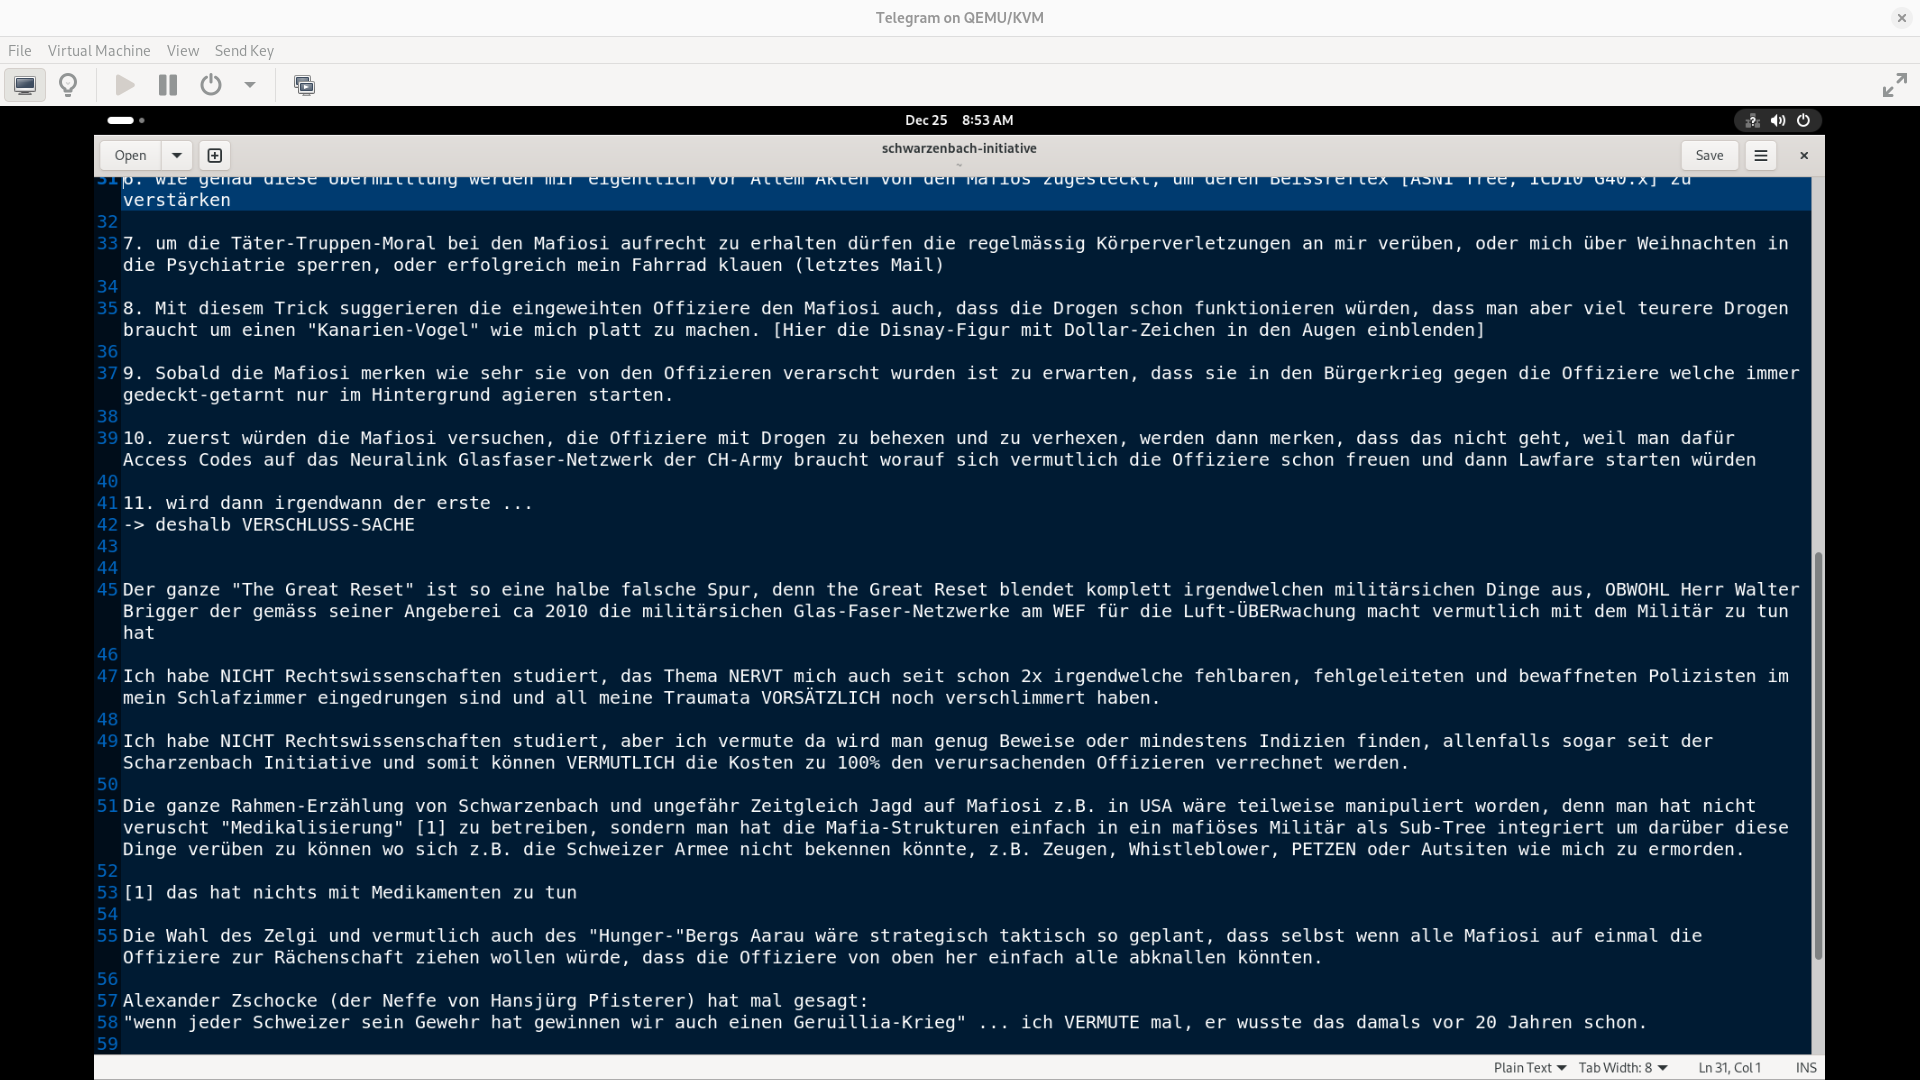 Telegram on QEMU/KVM
File Virtual Machine View Send Key
Dec 25 8:53 AM
Open
schwarzenbach-initiative
~
Save
31 6. wie genau diese Übermittlung werden mir eigentlich vor Allem Akten von den Mafios zugesteckt, um deren Beissreflex [ASN1 Tree, ICD10 G40.x] zu
verstärken
32
33 7. um die Täter-Truppen-Moral bei den Mafiosi aufrecht zu erhalten dürfen die regelmässig Körperverletzungen an mir verüben, oder mich über Weihnachten in
die Psychiatrie sperren, oder erfolgreich mein Fahrrad klauen (letztes Mail)
34
35 8. Mit diesem Trick suggerieren die eingeweihten Offiziere den Mafiosi auch, dass die Drogen schon funktionieren würden, dass man aber viel teurere Drogen
braucht um einen "Kanarien-Vogel" wie mich platt zu machen. [Hier die Disnay-Figur mit Dollar-Zeichen in den Augen einblenden]
36
37 9. Sobald die Mafiosi merken wie sehr sie von den Offizieren verarscht wurden ist zu erwarten, dass sie in den Bürgerkrieg gegen die Offiziere welche immer
gedeckt-getarnt nur im Hintergrund agieren starten.
38
39 10. zuerst würden die Mafiosi versuchen, die Offiziere mit Drogen zu behexen und zu verhexen, werden dann merken, dass das nicht geht, weil man dafür
Access Codes auf das Neuralink Glasfaser-Netzwerk der CH-Army braucht worauf sich vermutlich die Offiziere schon freuen und dann Lawfare starten würden
40
41 11. wird dann irgendwann der erste ...
42 -> deshalb VERSCHLUSS-SACHE
43
44
45 Der ganze "The Great Reset" ist so eine halbe falsche Spur, denn the Great Reset blendet komplett irgendwelchen militärsichen Dinge aus, OBWOHL Herr Walter
Brigger der gemäss seiner Angeberei ca 2010 die militärsichen Glas-Faser-Netzwerke am WEF für die Luft-ÜBERwachung macht vermutlich mit dem Militär zu tun
hat
46
47 Ich habe NICHT Rechtswissenschaften studiert, das Thema NERVT mich auch seit schon 2x irgendwelche fehlbaren, fehlgeleiteten und bewaffneten Polizisten im
mein Schlafzimmer eingedrungen sind und all meine Traumata VORSÄTZLICH noch verschlimmert haben.
48
49 Ich habe NICHT Rechtswissenschaften studiert, aber ich vermute da wird man genug Beweise oder mindestens Indizien finden, allenfalls sogar seit der
Scharzenbach Initiative und somit können VERMUTLICH die Kosten zu 100% den verursachenden Offizieren verrechnet werden.
50
51 Die ganze Rahmen-Erzählung von Schwarzenbach und ungefähr Zeitgleich Jagd auf Mafiosi z.B. in USA wäre teilweise manipuliert worden, denn man hat nicht
veruscht "Medikalisierung" [1] zu betreiben, sondern man hat die Mafia-Strukturen einfach in ein mafiöses Militär als Sub-Tree integriert um darüber diese
Dinge verüben zu können wo sich z.B. die Schweizer Armee nicht bekennen könnte, z.B. Zeugen, Whistleblower, PETZEN oder Autsiten wie mich zu ermorden.
52
53 [1] das hat nichts mit Medikamenten zu tun
54
55 Die Wahl des Zelgi und vermutlich auch des "Hunger-"Bergs Aarau wäre strategisch taktisch so geplant, dass selbst wenn alle Mafiosi auf einmal die
Offiziere zur Rächenschaft ziehen wollen würde, dass die Offiziere von oben her einfach alle abknallen könnten.
56
57 Alexander Zschocke (der Neffe von Hansjürg Pfisterer) hat mal gesagt:
58 "wenn jeder Schweizer sein Gewehr hat gewinnen wir auch einen Geruillia-Krieg" ... ich VERMUTE mal, er wusste das damals vor 20 Jahren schon.
59
Plain Text Tab Width: 8 Ln 31, Col 1 INS